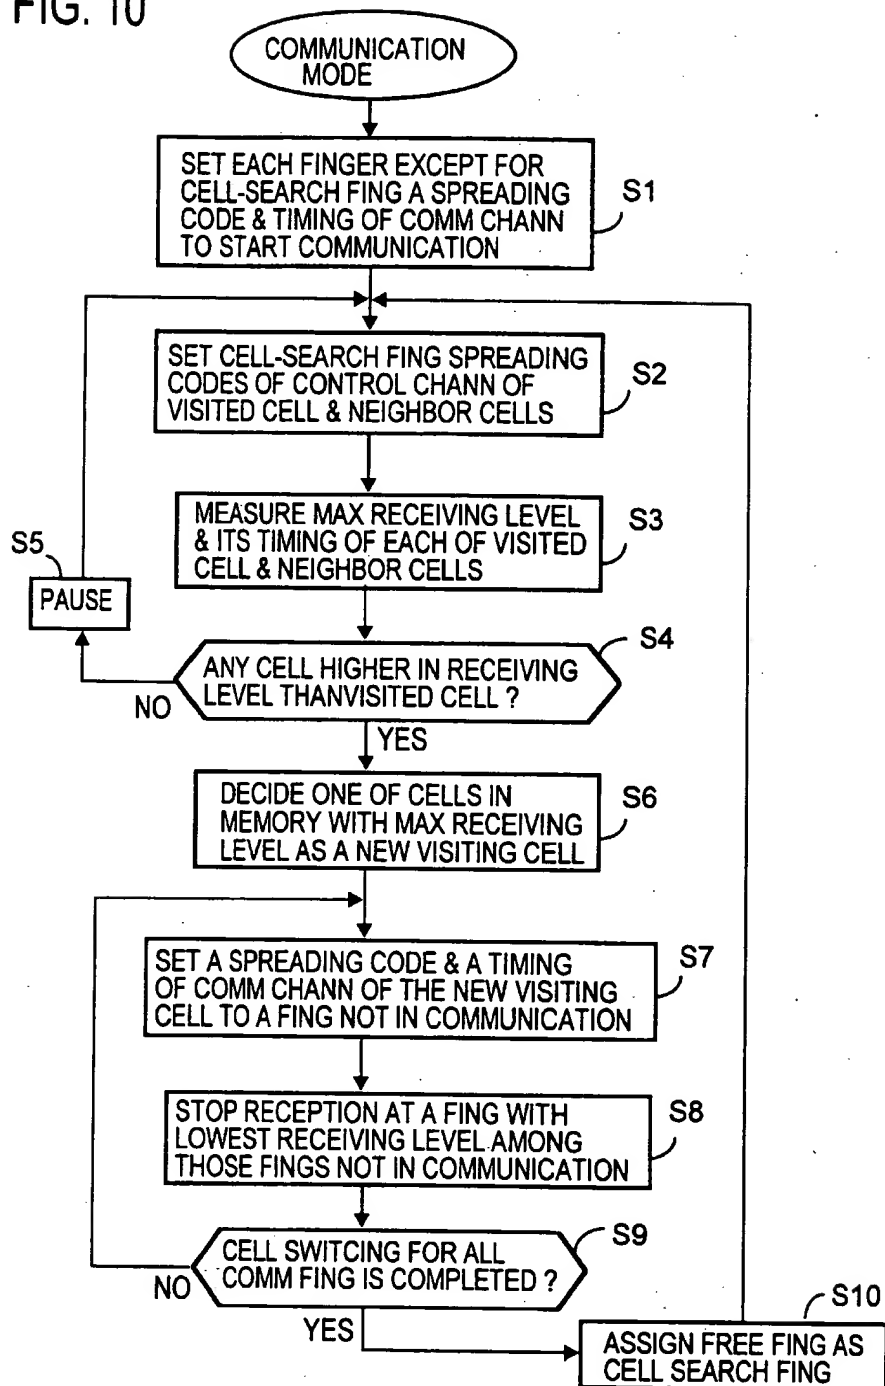 FIG. 10
COMMUNICATION
MODE
SET EACH FINGER EXCEPT FOR
CELL-SEARCH FING A SPREADING
CODE & TIMING OF COMM CHANN
TO START COMMUNICATION
S1
SET CELL-SEARCH FING SPREADING
CODES OF CONTROL CHANN OF
VISITED CELL & NEIGHBOR CELLS
S2
MEASURE MAX RECEIVING LEVEL
& ITS TIMING OF EACH OF VISITED
CELL & NEIGHBOR CELLS
S3
S5
PAUSE
ANY CELL HIGHER IN RECEIVING
LEVEL THANVISITED CELL ?
S4
NO
YES
DECIDE ONE OF CELLS IN
MEMORY WITH MAX RECEIVING
LEVEL AS A NEW VISITING CELL
S6
SET A SPREADING CODE & A TIMING
OF COMM CHANN OF THE NEW VISITING
CELL TO A FING NOT IN COMMUNICATION
S7
STOP RECEPTION AT A FING WITH
LOWEST RECEIVING LEVEL AMONG
THOSE FINGS NOT IN COMMUNICATION
S8
CELL SWITCING FOR ALL
COMM FING IS COMPLETED ?
S9
NO
YES
S10
ASSIGN FREE FING AS
CELL SEARCH FING